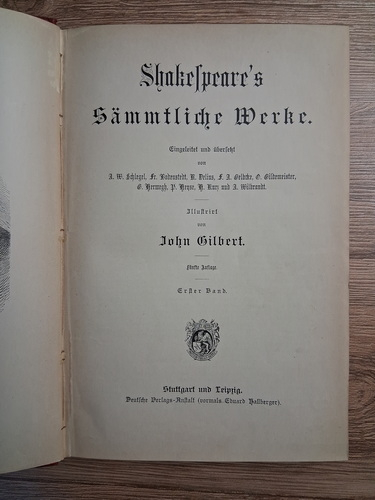 Shakespeare's
Sämmtliche Werke.
Eingeleitet und übersetzt
von
A. W. Schlegel, Fr. Bodenstedt, N. Delius, F. A. Gelbcke, O. Gildemeister,
G. Herwegh, P. Heyse, H. Kurz und A. Wilbrandt.
Illustrirt
von
John Gilbert.
Auflage.
Erster Band.
Stuttgart und Leipzig.
Deutsche Verlags-Anstalt (vormals Eduard Hallberger).